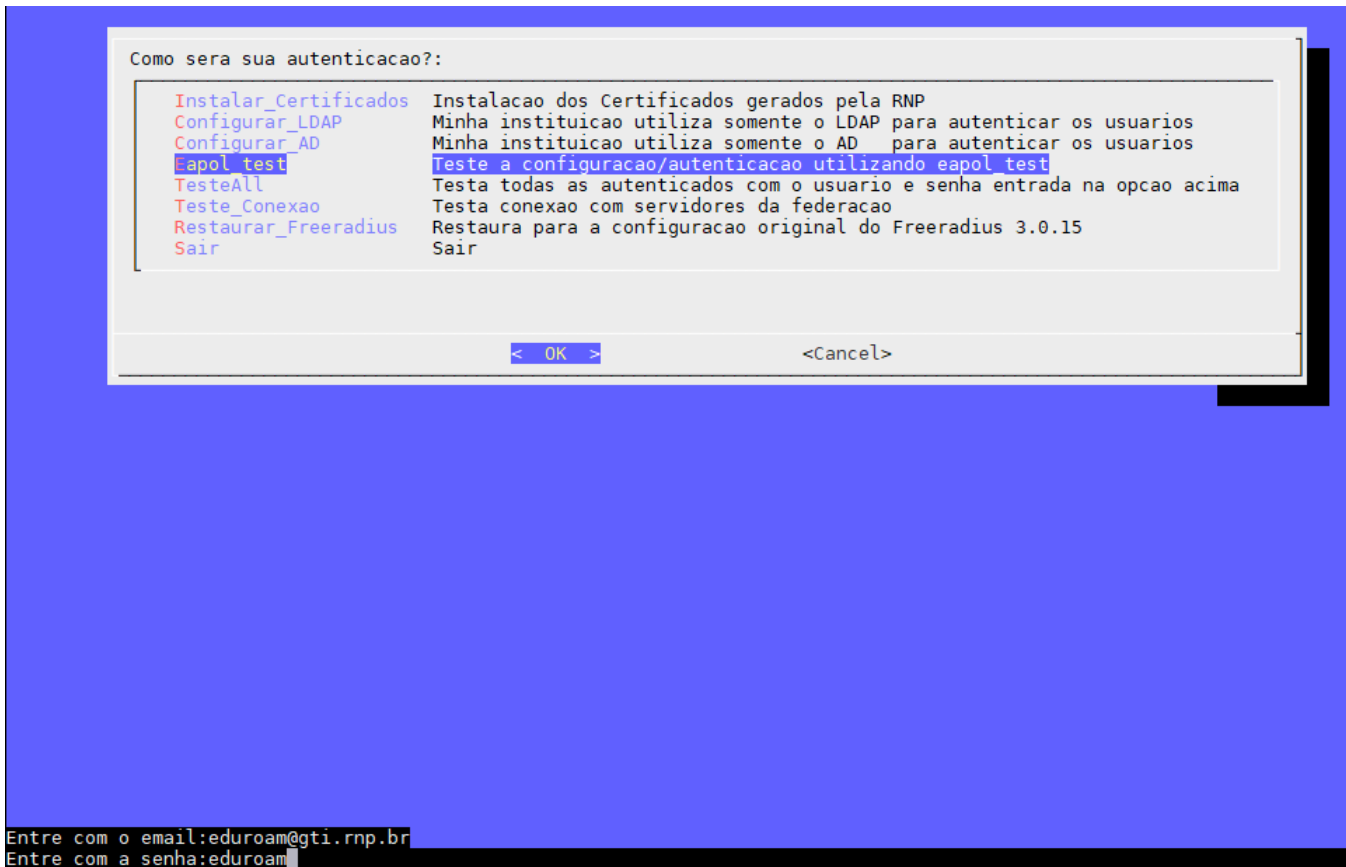 Como sera sua autenticacao?:
Instalar_Certificados Instalacao dos Certificados gerados pela RNP
Configurar_LDAP Minha instituicao utiliza somente o LDAP para autenticar os usuarios
Configurar_AD Minha instituicao utiliza somente o AD para autenticar os usuarios
Eapol_test Teste a configuracao/autenticacao utilizando eapol_test
TesteAll Testa todas as autenticados com o usuario e senha entrada na opcao acima
Teste_Conexao Testa conexao com servidores da federacao
Restaurar_Freeradius Restaura para a configuracao original do Freeradius 3.0.15
Sair Sair
< OK > <Cancel>
Entre com o email:eduroam@gti.rnp.br
Entre com a senha:eduroam